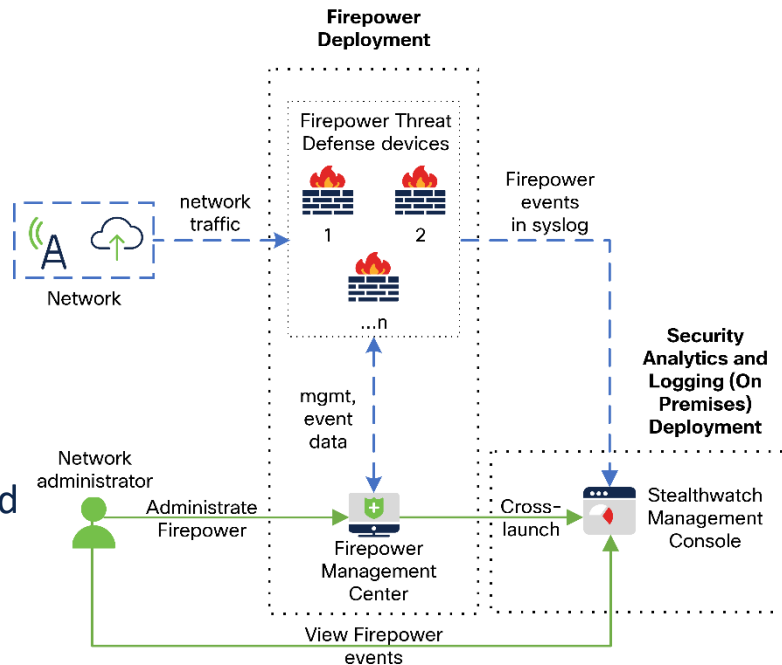 Firepower
Deployment
Firepower Threat
Defense devices
1
2
...n
network
traffic
Network
Firepower
events
in syslog
Security
Analytics and
Logging (On
Premises)
Deployment
mgmt,
event
data
Network
administrator
d
Administrate
Firepower
Firepower
Management
Center
Cross-
launch
Stealthwatch
Management
Console
View Firepower
events